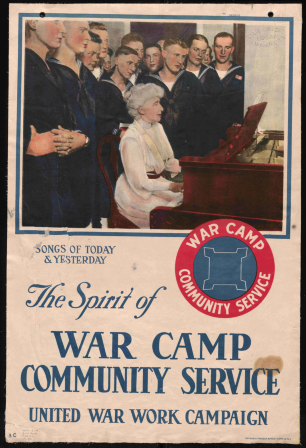 SONGS OF TODAY
& YESTERDAY
WAR CAMP
COMMUNITY SERVICE
The Spirit of
WAR CAMP
COMMUNITY SERVICE
UNITED WAR WORK CAMPAIGN